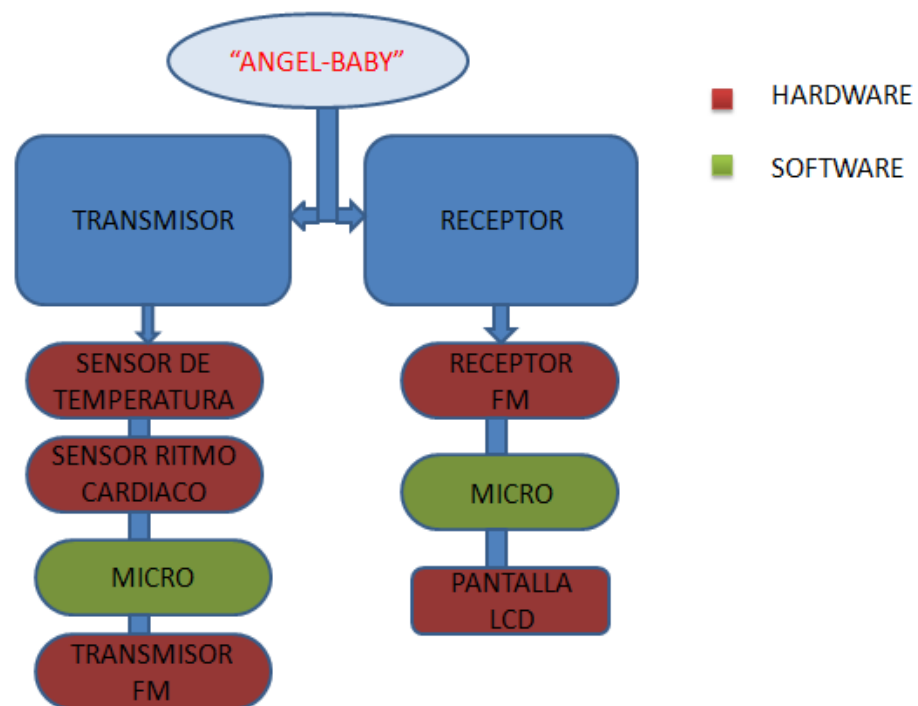 “ANGEL-BABY”
HARDWARE
SOFTWARE
TRANSMISOR
RECEPTOR
SENSOR DE
TEMPERATURA
SENSOR RITMO
CARDIACO
MICRO
TRANSMISOR
FM
RECEPTOR
FM
MICRO
PANTALLA
LCD